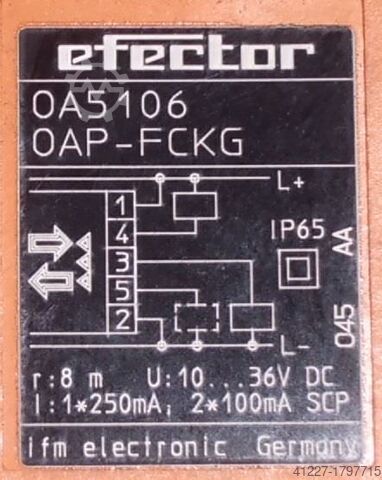 efector
OA5106
OAP-FCKG
L+
1
4
3
5
2
IP65
L-
045 AA
r:8 m U:10...36V DC
I:1*250mA; 2*100mA SCP
ifm electronic Germany
41227-1797715